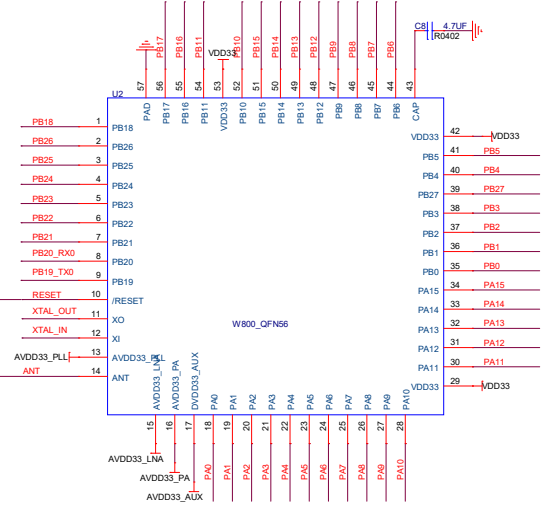 PB17
PB16
PB11
VDD33
PB10
PB15
PB14
PB13
PB12
PB9
PB8
PB7
PB6
C8
4.7UF
R0402
U2
57
56
55
54
53
52
51
50
49
48
47
46
45
44
43
PAD
PB17
PB16
PB11
VDD33
PB10
PB15
PB14
PB13
PB12
PB9
PB8
PB7
PB6
CAP
PB18 1 PB18
PB26 2 PB26
PB25 3 PB25
PB24 4 PB24
PB23 5 PB23
PB22 6 PB22
PB21 7 PB21
PB20_RX0 8 PB20
PB19_TX0 9 PB19
RESET 10 /RESET
XTAL_OUT 11 XO
XTAL_IN 12 XI
AVDD33_PLL 13 AVDD33_PLL
ANT 14 ANT
VDD33 42 VDD33
PB5 41 PB5
PB4 40 PB4
PB27 39 PB27
PB3 38 PB3
PB2 37 PB2
PB1 36 PB1
PB0 35 PB0
PA15 34 PA15
PA14 33 PA14
PA13 32 PA13
PA12 31 PA12
PA11 30 PA11
VDD33 29 VDD33
W800_QFN56
AVDD33_LNA
AVDD33_PA
DVDD33_AUX
PA0
PA1
PA2
PA3
PA4
PA5
PA6
PA7
PA8
PA9
PA10
15
16
17
18
19
20
21
22
23
24
25
26
27
28
AVDD33_LNA
AVDD33_PA
AVDD33_AUX
PA0
PA1
PA2
PA3
PA4
PA5
PA6
PA7
PA8
PA9
PA10